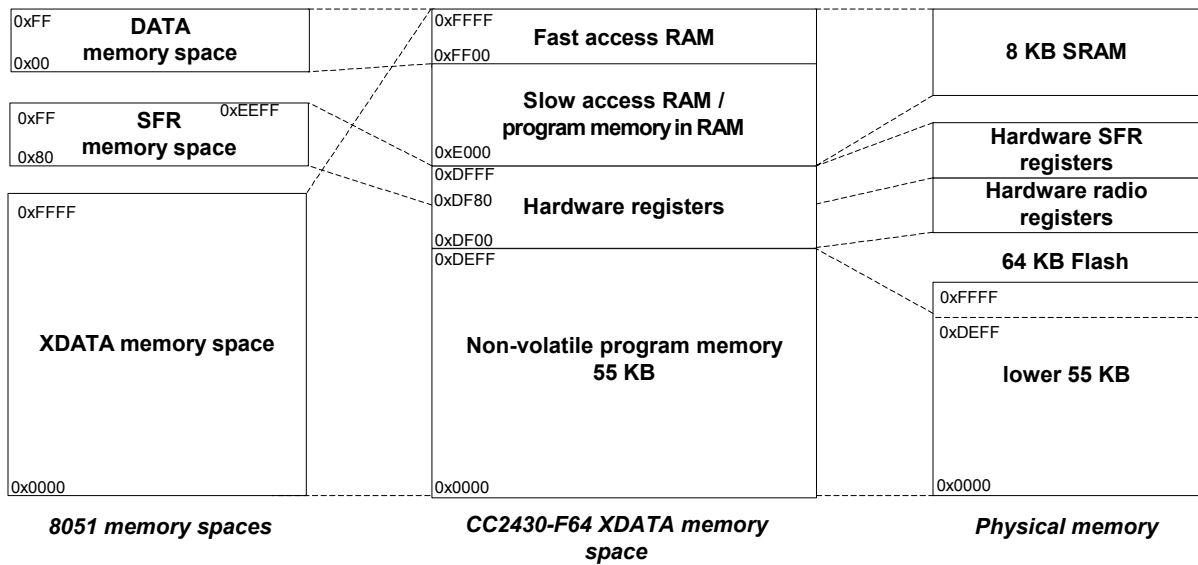 0xFF
DATA
memory space
0x00
0xFF
SFR
0xEEFF
memory space
0x80
0xFFFF
XDATA memory space
0x0000
8051 memory spaces
0xFFFF
Fast access RAM
0xFF00
Slow access RAM /
program memory in RAM
0xE000
0xDFFF
0xDF80
Hardware registers
0xDF00
0xDEFF
Non-volatile program memory
55 KB
0x0000
CC2430-F64 XDATA memory
space
8 KB SRAM
Hardware SFR
registers
Hardware radio
registers
64 KB Flash
0xFFFF
0xDEFF
lower 55 KB
0x0000
Physical memory